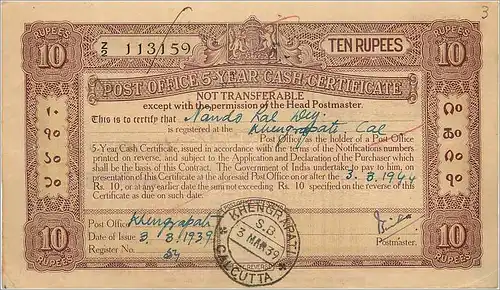 3
RUPEES
10
Z/2 113159
TEN RUPEES
RUPEES
10
POST OFFICE 5-YEAR CASH CERTIFICATE
NOT TRANSFERABLE
except with the permission of the Head Postmaster.
This is to certify that Nando Lal Dey
is registered at the Khengrapati, Cal
Post Office as the holder of a Post Office
5-Year Cash Certificate, issued in accordance with the terms of the Notifications numbers
printed on reverse, and subject to the Application and Declaration of the Purchaser which
shall be the basis of this Contract. The Government of India undertake to pay him, on
presentation of this Certificate at the aforesaid Post Office on or after 3.3.1944
Rs. 10, or at any earlier date the sum not exceeding Rs. 10 specified on the reverse of this
Certificate as due on such date.
Post Office Khengrapati
Date of Issue 3.3.1939
Register No. 54
Postmaster.
KHENGRAPATI
S.B.
3 MAR 39
CALCUTTA
10
RUPEES
10
RUPEES